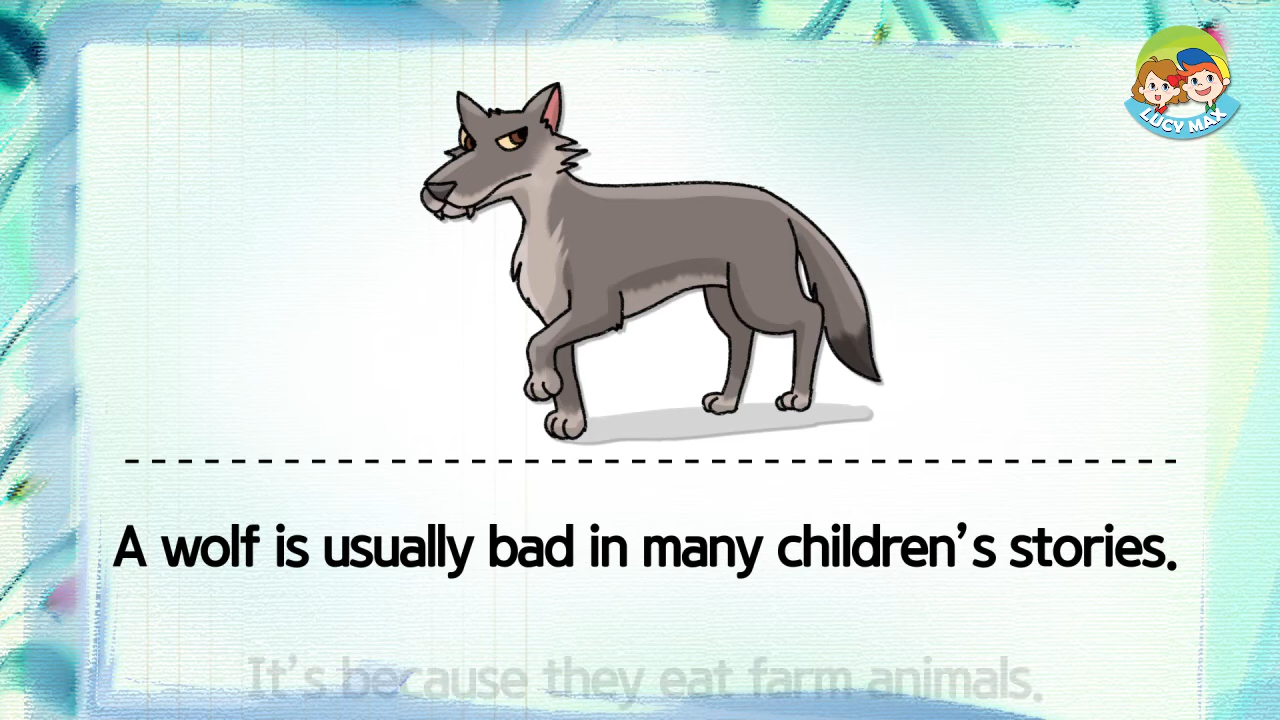 LUCY MAX
A wolf is usually bad in many children’s stories.
It’s because they eat farm animals.